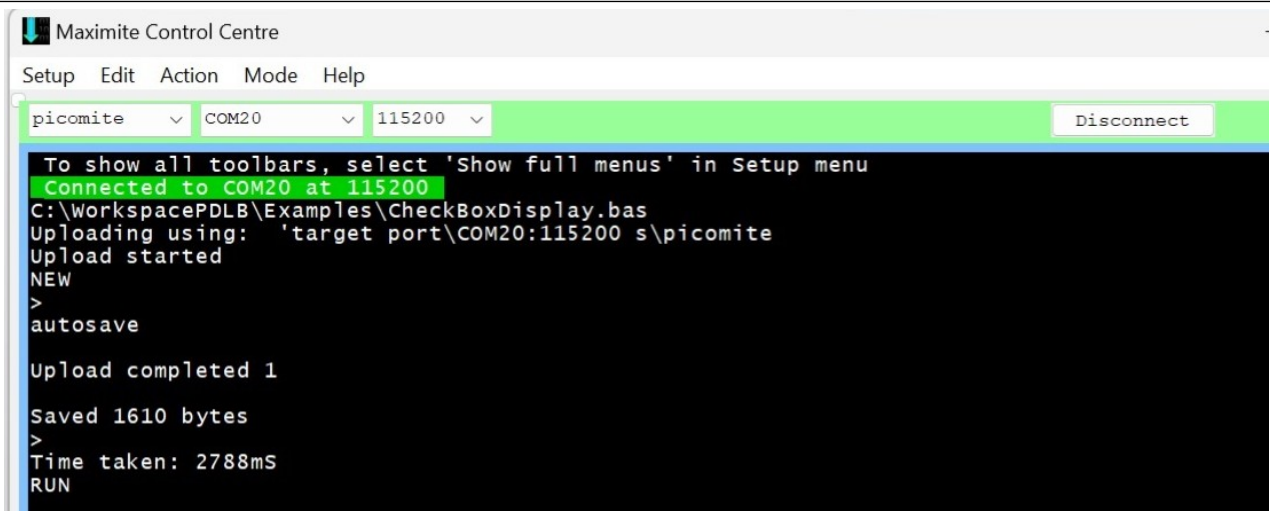 Maximite Control Centre
Setup Edit Action Mode Help
picomite COM20 115200 Disconnect
To show all toolbars, select 'Show full menus' in Setup menu
Connected to COM20 at 115200
C:\WorkspacePDLB\Examples\CheckBoxDisplay.bas
Uploading using:  'target port\COM20:115200 s\picomite
Upload started
NEW
>
autosave
Upload completed 1
Saved 1610 bytes
>
Time taken: 2788mS
RUN